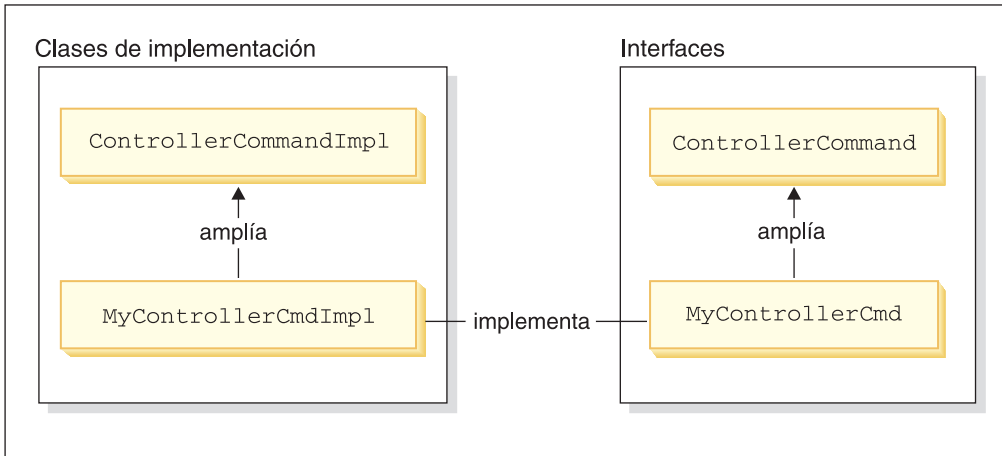 Clases de implementación
ControllerCommandImpl
amplía
MyControllerCmdImpl
implementa
Interfaces
ControllerCommand
amplía
MyControllerCmd